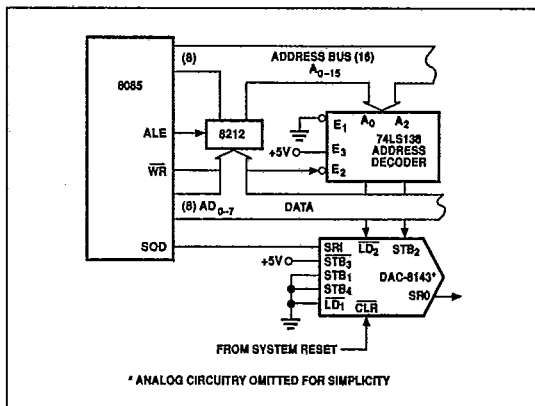 (8)
ADDRESS BUS (16)
A0-15
8085
ALE
8212
E1
A0
A2
74LS138
ADDRESS
DECODER
+5V
E3
WR
E2
(8) AD0-7
DATA
SOD
SRI
LD2
STB2
+5V
STB3
STB1
STB4
LD1
CLR
DAC-8143*
SRO
FROM SYSTEM RESET
* ANALOG CIRCUITRY OMITTED FOR SIMPLICITY